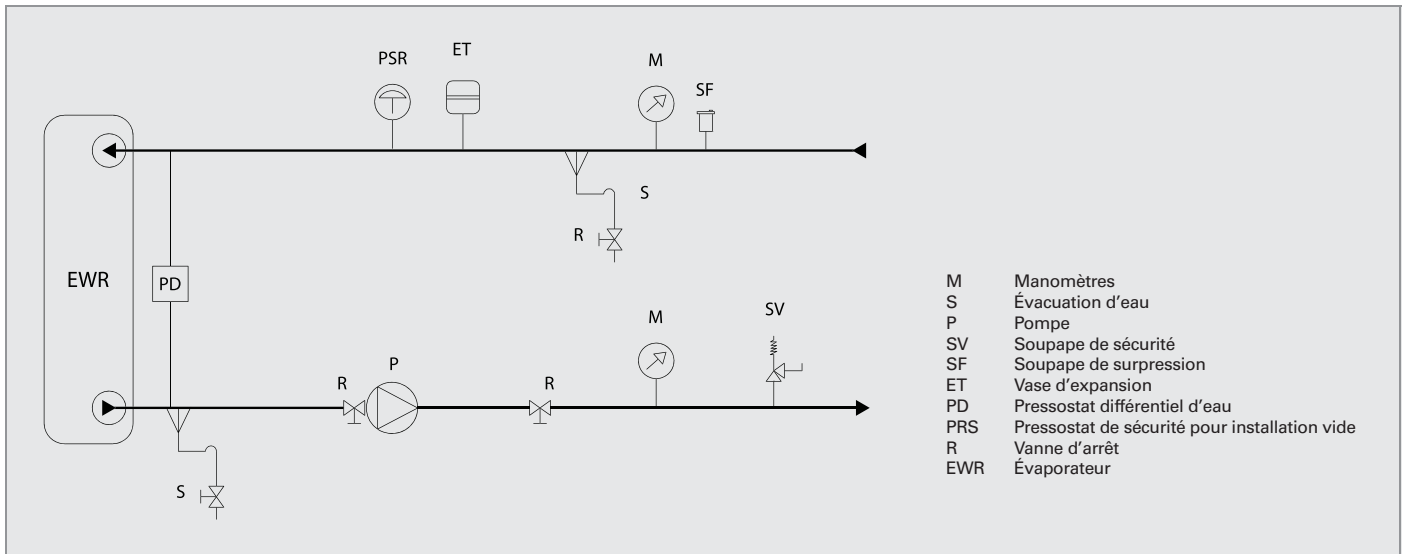 PSR
ET
M
SF
S
R
EWR
PD
M
SV
R
P
R
S
M Manomètres
S Évacuation d'eau
P Pompe
SV Soupape de sécurité
SF Soupape de surpression
ET Vase d'expansion
PD Pressostat différentiel d'eau
PRS Pressostat de sécurité pour installation vide
R Vanne d'arrêt
EWR Évaporateur